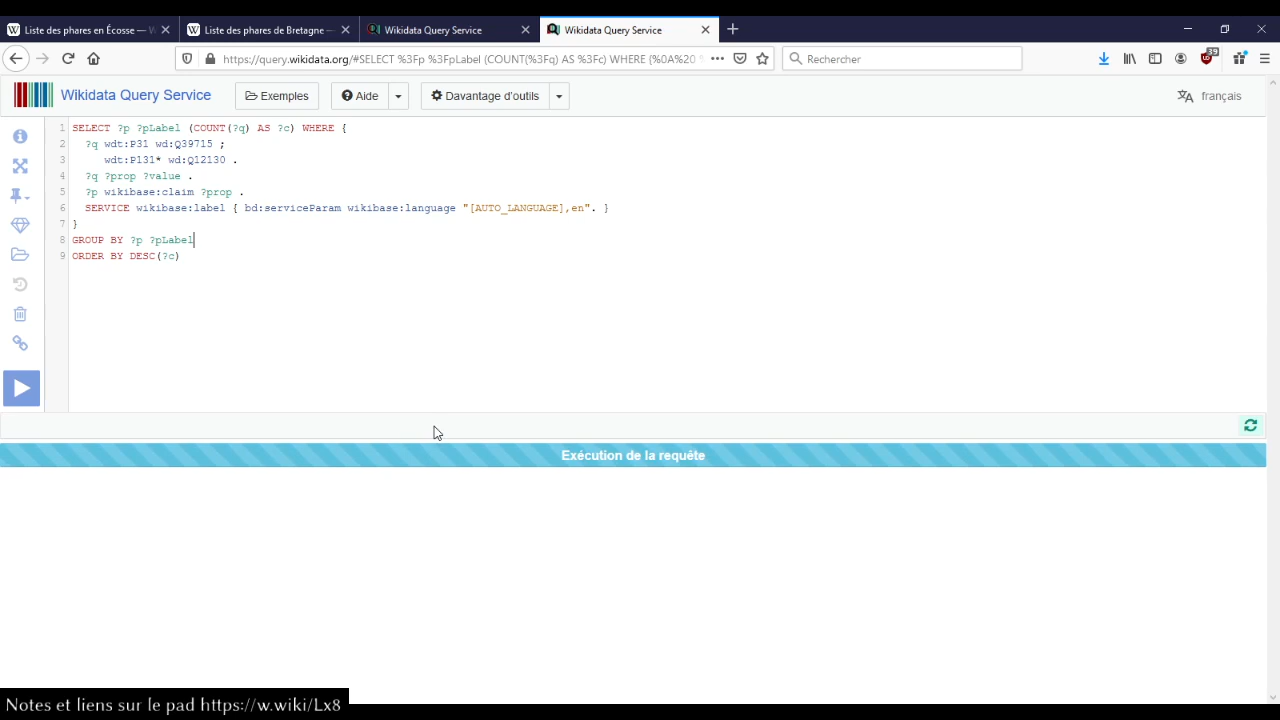 Liste des phares en Écosse — W
Liste des phares de Bretagne —
Wikidata Query Service
Wikidata Query Service
https://query.wikidata.org/#SELECT %3Fp %3FpLabel (COUNT(%3Fq) AS %3Fc) WHERE {%0A%20
Rechercher
39
Wikidata Query Service
Exemples
Aide
Davantage d'outils
français
1 SELECT ?p ?pLabel (COUNT(?q) AS ?c) WHERE {
2 ?q wdt:P31 wd:Q39715 ;
3 wdt:P131* wd:Q12130 .
4 ?q ?prop ?value .
5 ?p wikibase:claim ?prop .
6 SERVICE wikibase:label { bd:serviceParam wikibase:language "[AUTO_LANGUAGE],en". }
7 }
8 GROUP BY ?p ?pLabel
9 ORDER BY DESC(?c)
Exécution de la requête
Notes et liens sur le pad https://w.wiki/Lx8